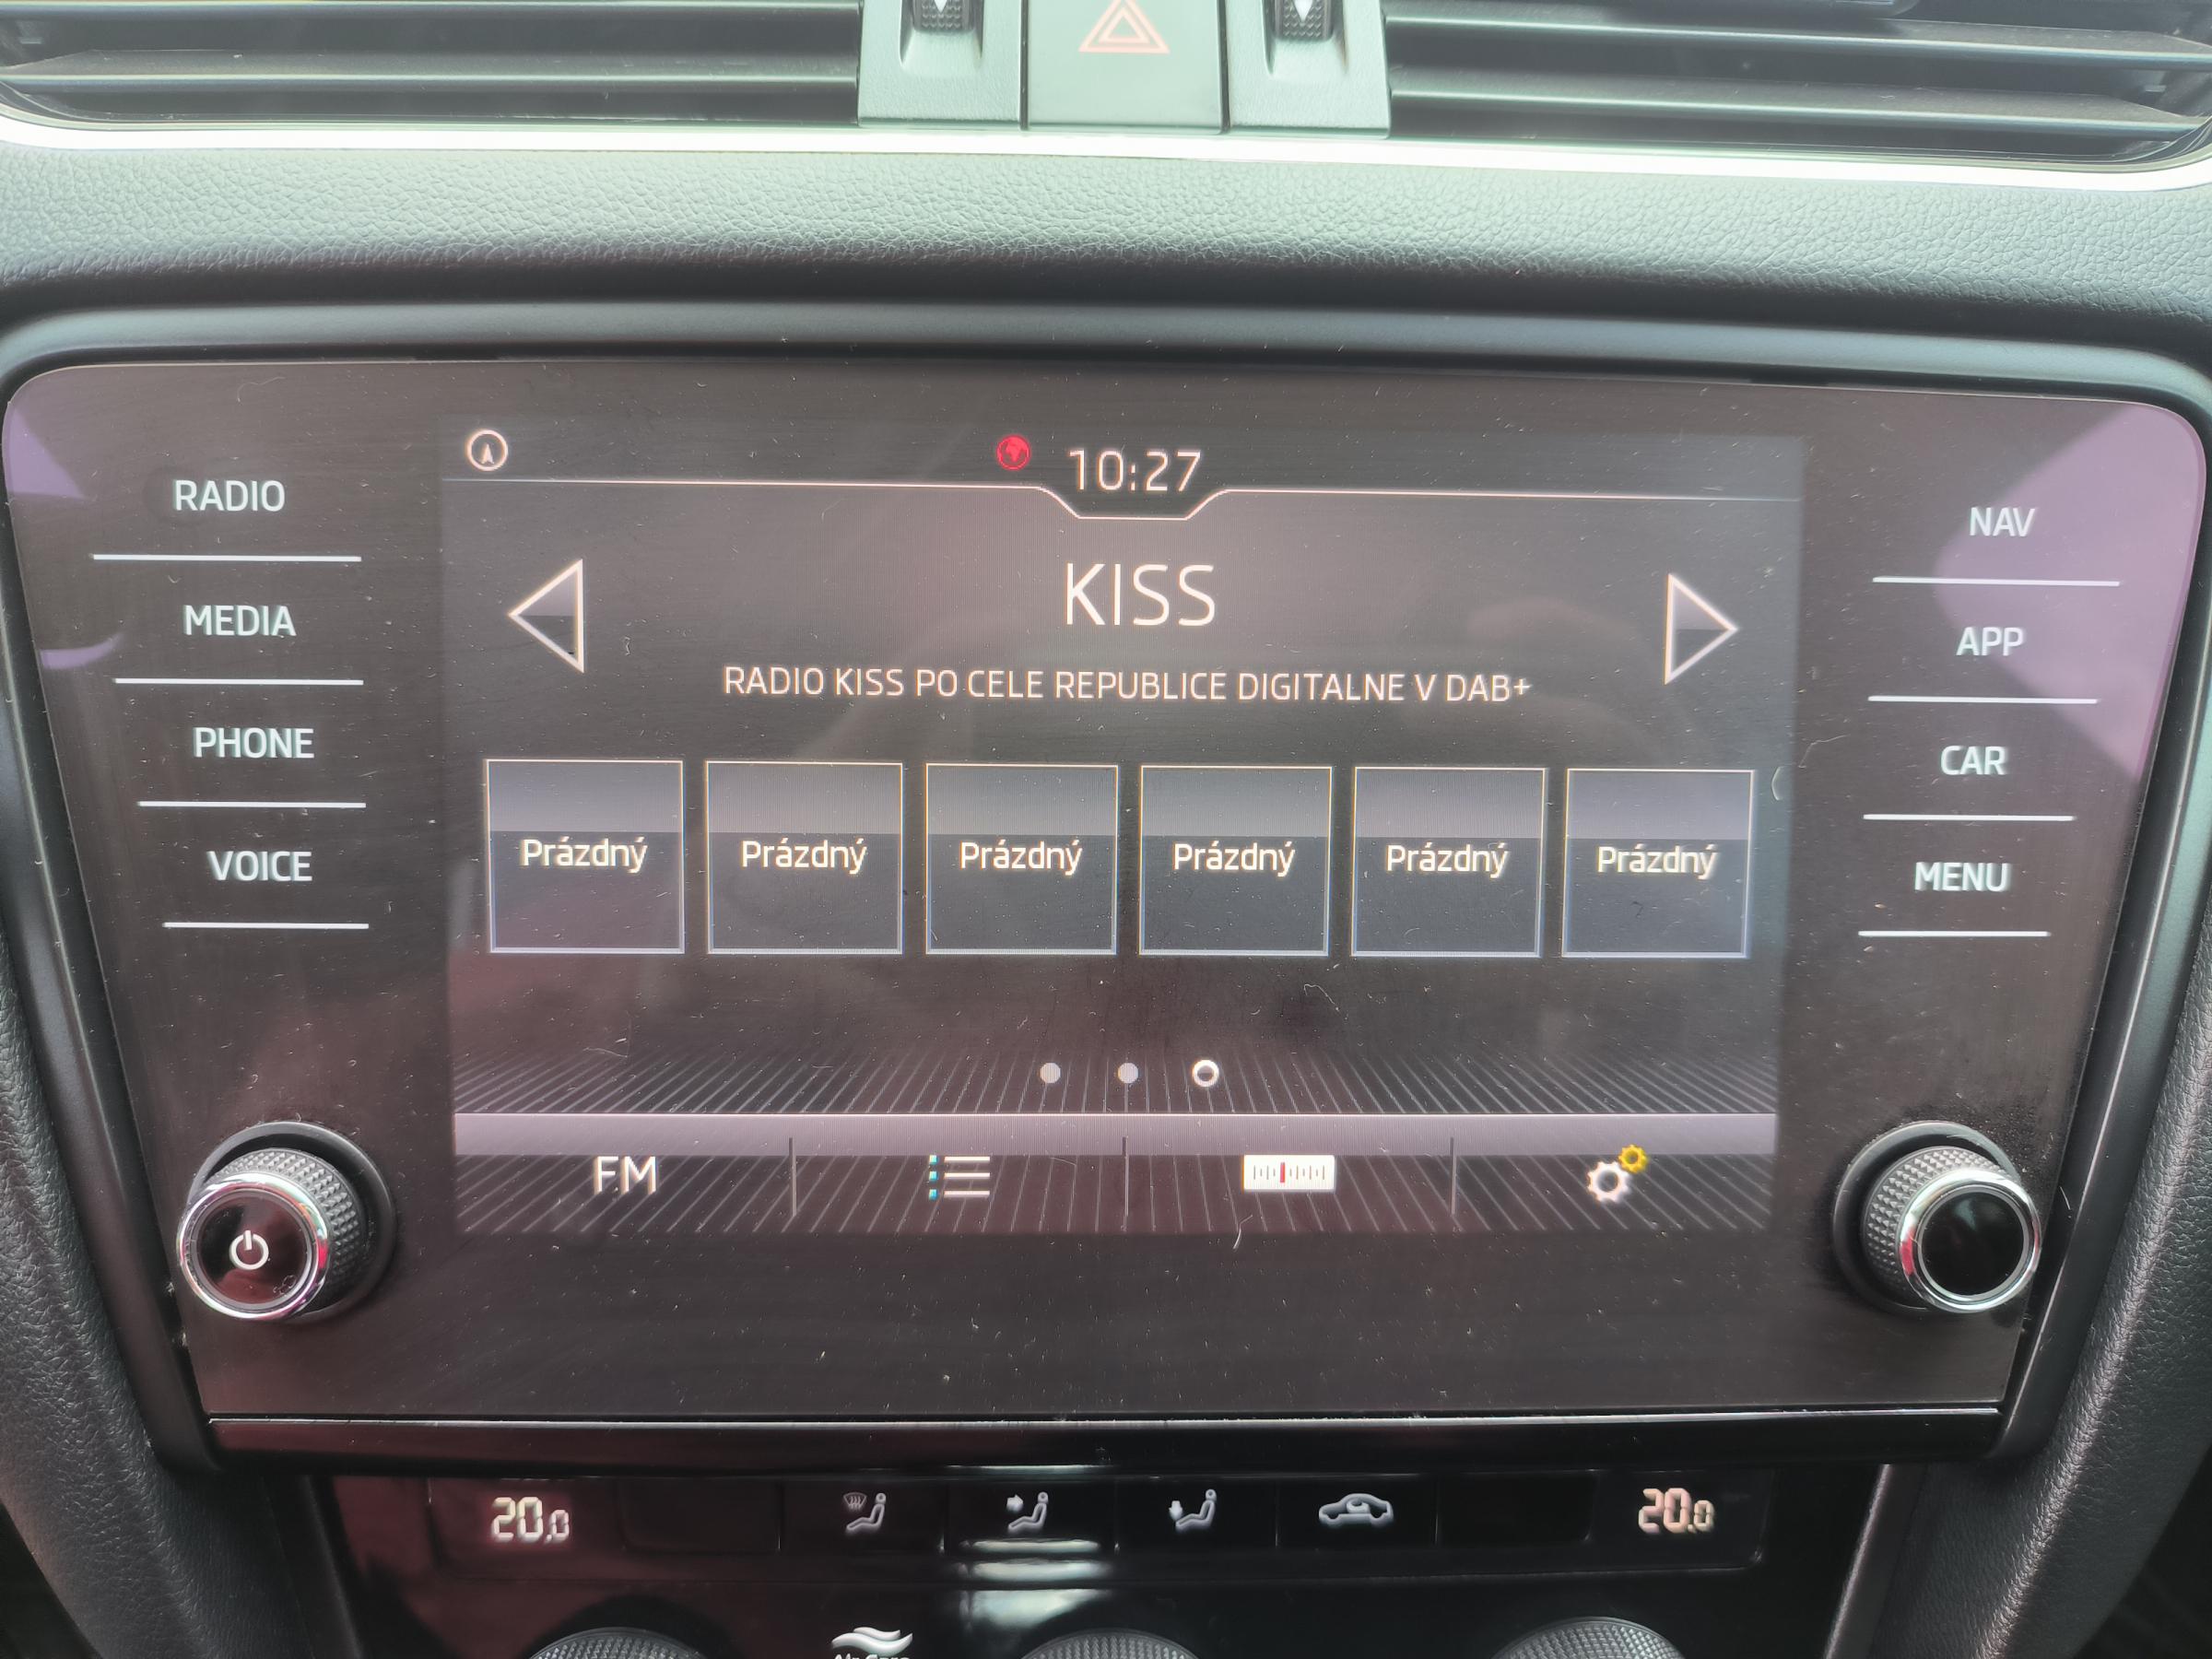 10:27
RADIO
NAV
KISS
MEDIA
APP
RADIO KISS PO CELE REPUBLICE DIGITALNE V DAB+
PHONE
CAR
VOICE
Prázdný
Prázdný
Prázdný
Prázdný
Prázdný
Prázdný
MENU
FM
20,0
20.0